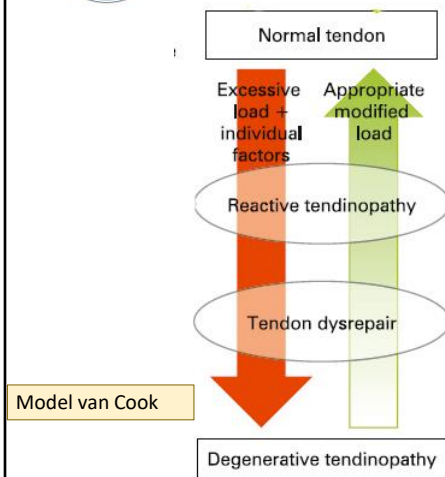 Normal tendon
Excessive
load +
individual
factors
Appropriate
modified
load
Reactive tendinopathy
Tendon dysrepair
Model van Cook
Degenerative tendinopathy